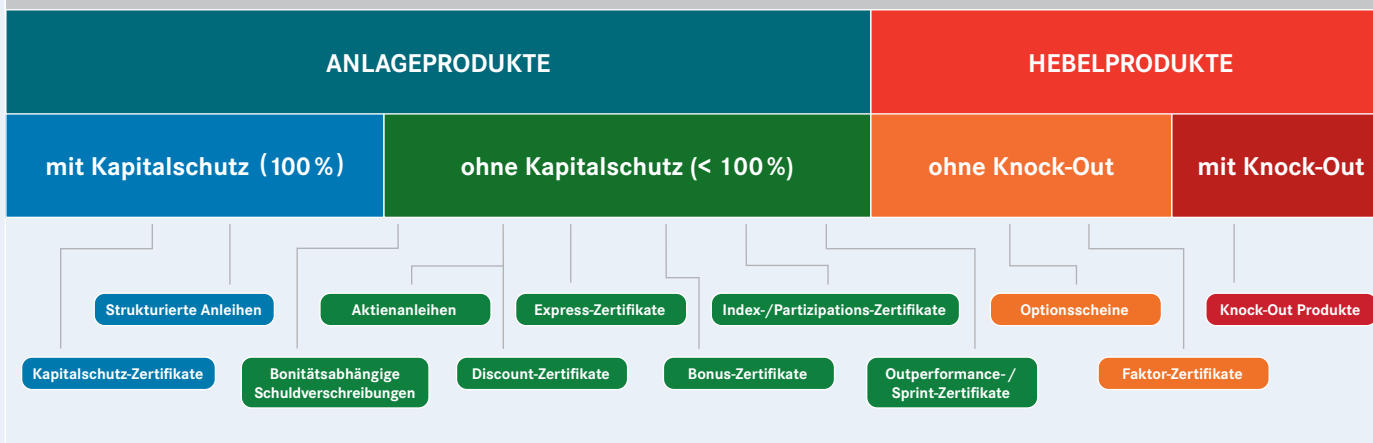 ANLAGEPRODUKTE
HEBELPRODUKTE
mit Kapitalschutz (100 %)
ohne Kapitalschutz (< 100 %)
ohne Knock-Out
mit Knock-Out
Strukturierte Anleihen
Aktienanleihen
Express-Zertifikate
Index-/Partizipations-Zertifikate
Optionsscheine
Knock-Out Produkte
Kapitalschutz-Zertifikate
Bonitätsabhängige
Schuldverschreibungen
Discount-Zertifikate
Bonus-Zertifikate
Outperformance-/
Sprint-Zertifikate
Faktor-Zertifikate